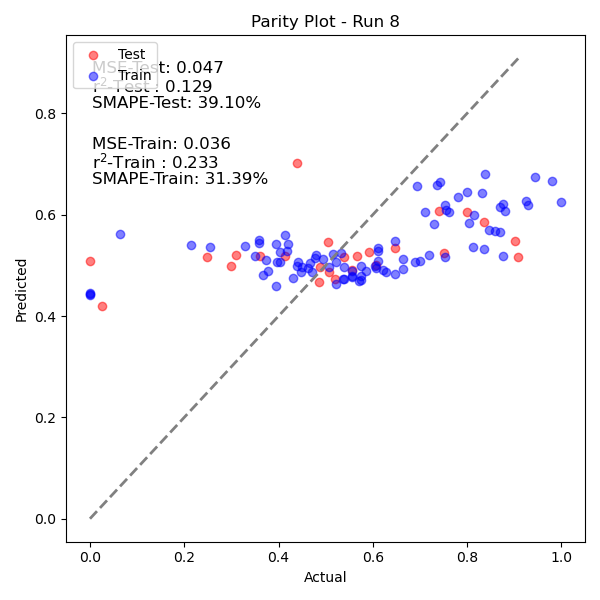 Parity Plot - Run 8
Test
Train
MSE-Test: 0.047
r²-Test : 0.129
SMAPE-Test: 39.10%
MSE-Train: 0.036
r²-Train : 0.233
SMAPE-Train: 31.39%
Predicted
0.8
0.6
0.4
0.2
0.0
0.0 0.2 0.4 0.6 0.8 1.0
Actual